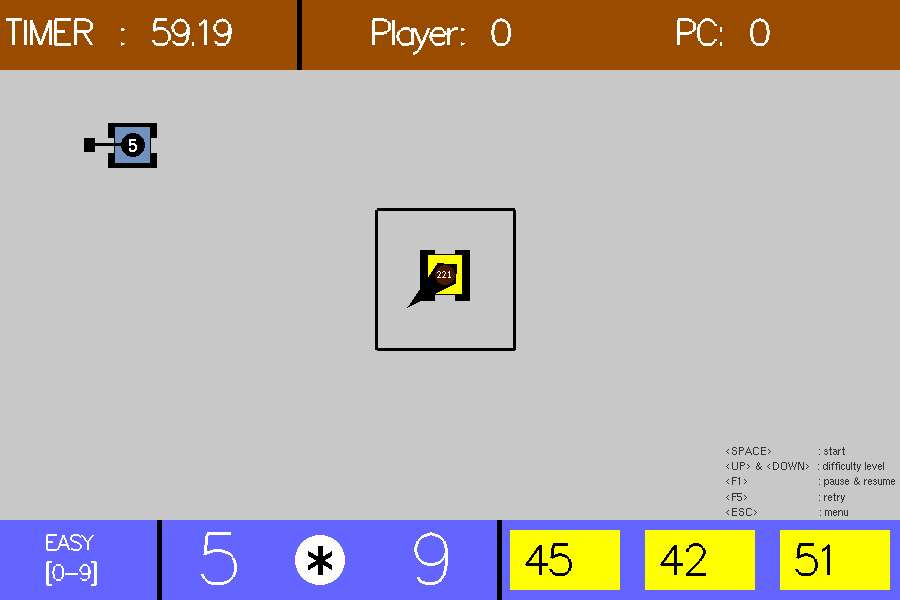 TIMER : 59.19 Player: 0 PC: 0
5
221
<SPACE> : start
<UP> & <DOWN> : difficulty level
<F1> : pause & resume
<F5> : retry
<ESC> : menu
EASY
[0-9]
5 * 9
45 42 51